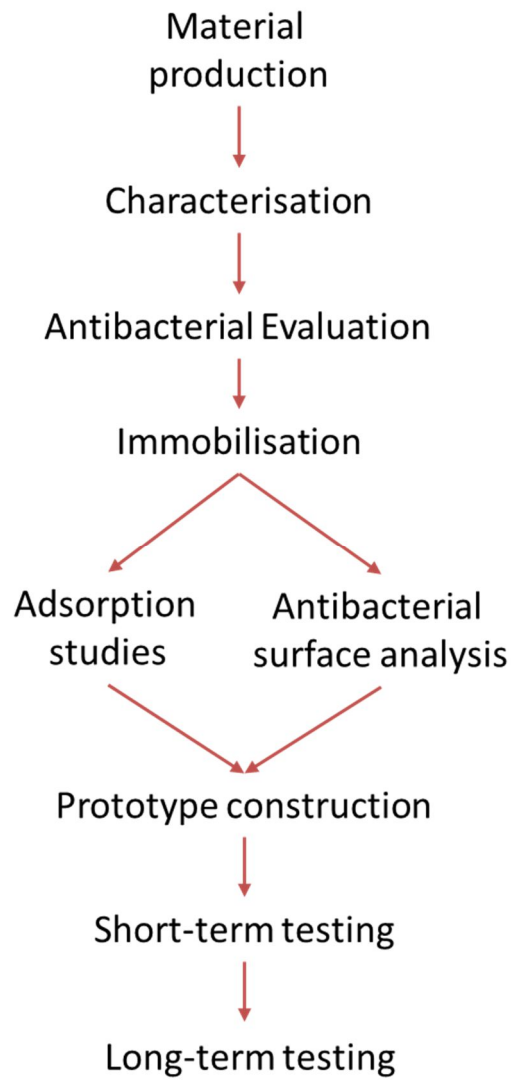 Material
production
Characterisation
Antibacterial Evaluation
Immobilisation
Adsorption
studies
Antibacterial
surface analysis
Prototype construction
Short-term testing
Long-term testing